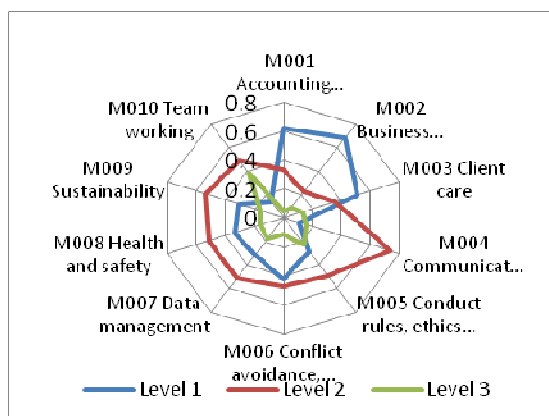 M001
Accounting...
M002
Business...
M003 Client
care
M004
Communicat...
M005 Conduct
rules, ethics...
M006 Conflict
avoidance,...
M007 Data
management
M008 Health
and safety
M009
Sustainability
M010 Team
working
0.8
0.6
0.4
0.2
0
Level 1
Level 2
Level 3